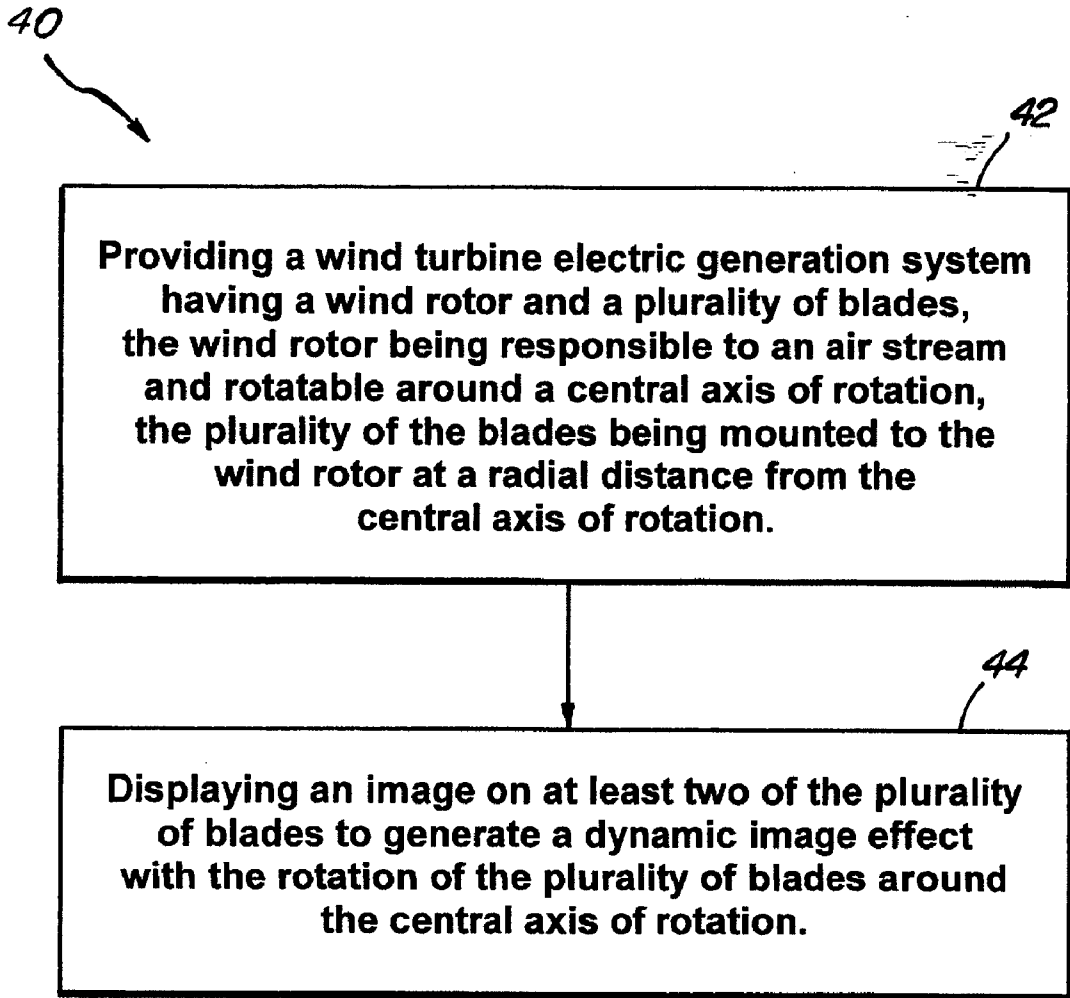 40
42
Providing a wind turbine electric generation system
having a wind rotor and a plurality of blades,
the wind rotor being responsible to an air stream
and rotatable around a central axis of rotation,
the plurality of the blades being mounted to the
wind rotor at a radial distance from the
central axis of rotation.
44
Displaying an image on at least two of the plurality
of blades to generate a dynamic image effect
with the rotation of the plurality of blades around
the central axis of rotation.